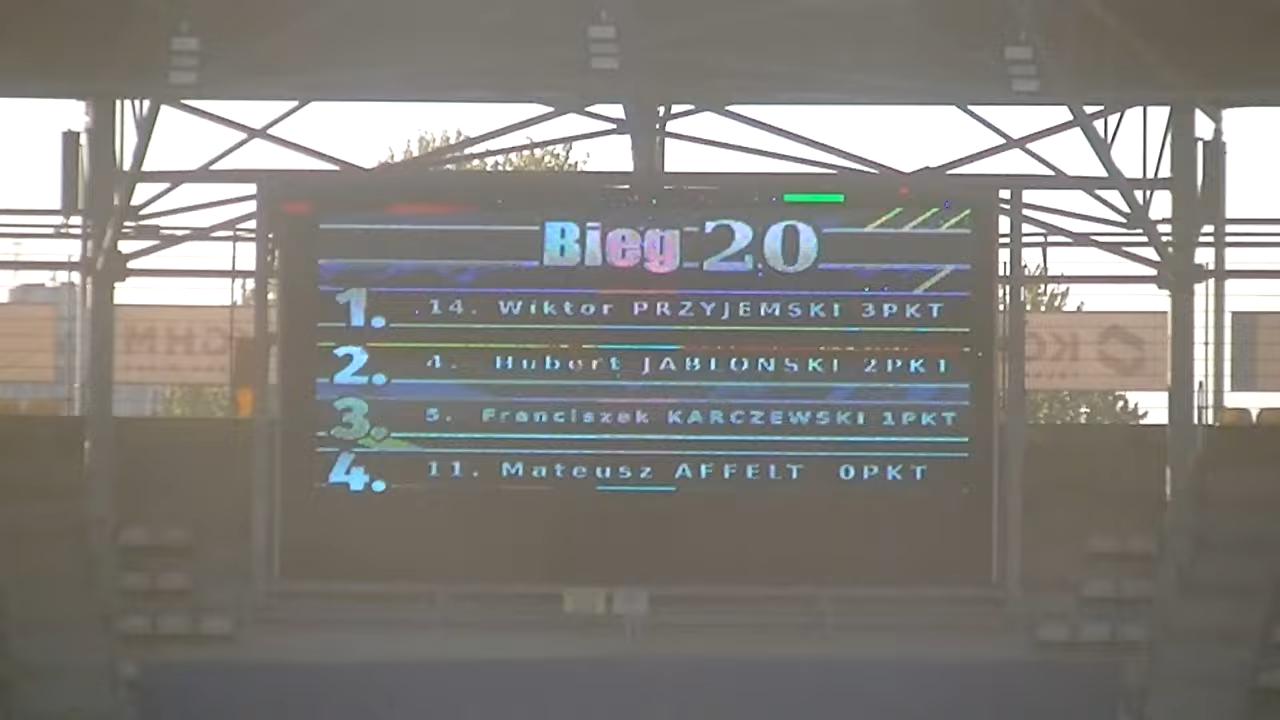 Bieg 20
1. 14. Wiktor PRZYJEMSKI 3PKT
2. 4. Hubert JABLONSKI 2PKT
3. 5. Franciszek KARCZEWSKI 1PKT
4. 11. Mateusz AFFELT 0PKT
KGHM